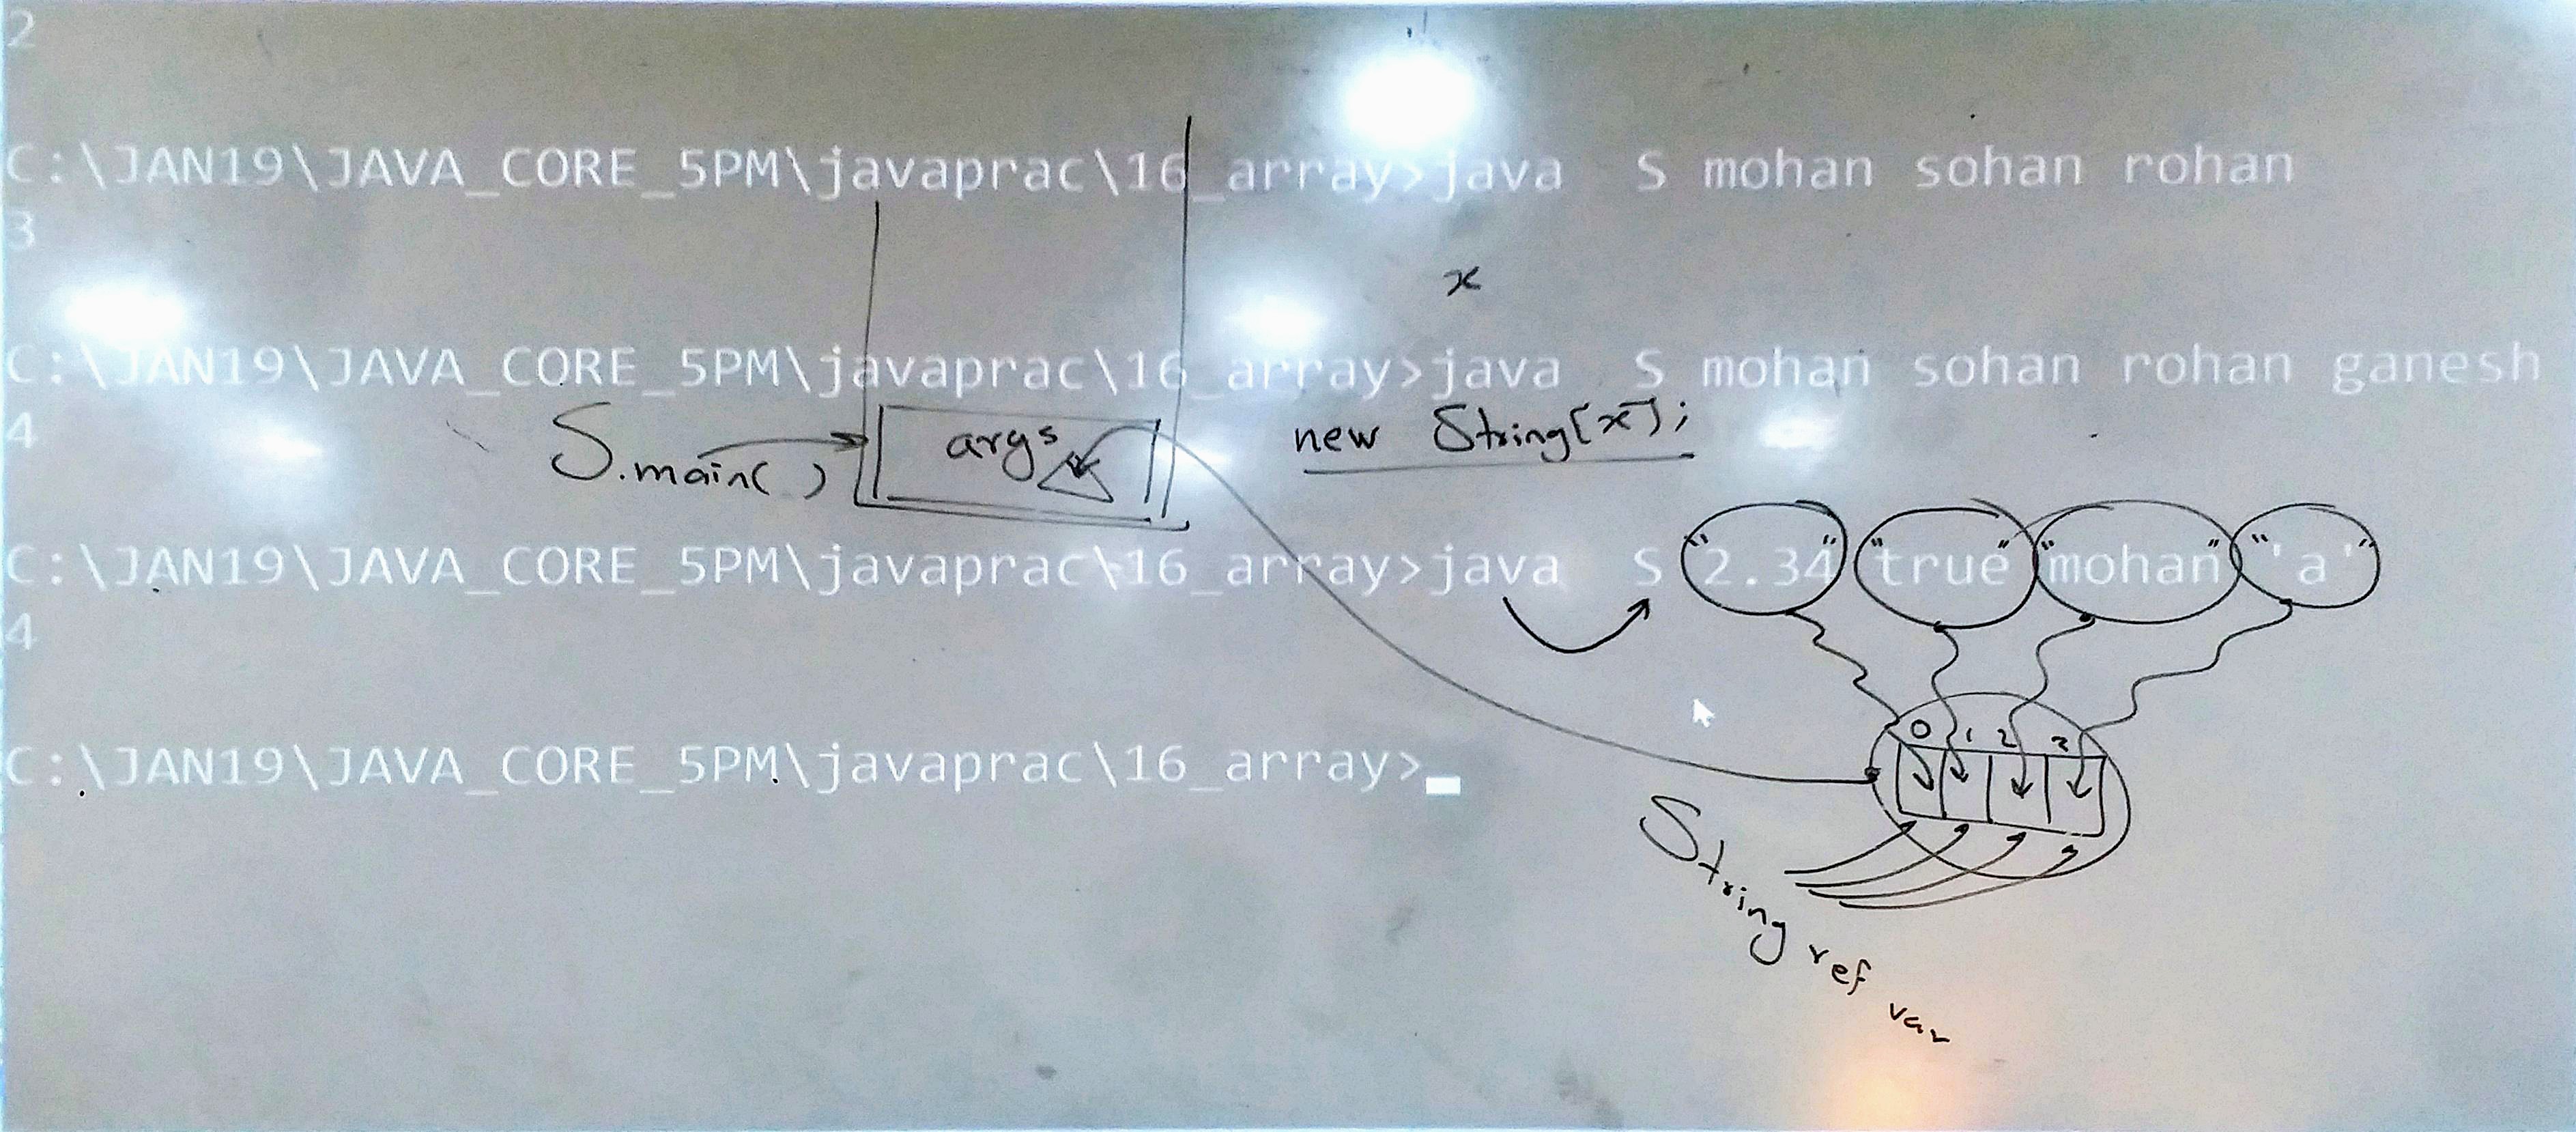 2
C:\JAN19\JAVA_CORE_5PM\javaprac\16_array>java S mohan sohan rohan
3
x
C:\JAN19\JAVA_CORE_5PM\javaprac\16_array>java S mohan sohan rohan ganesh
4
S.main( ) args new String[x];
C:\JAN19\JAVA_CORE_5PM\javaprac\16_array>java S "2.34" "true" "mohan" "'a'"
4
0 1 2 3
C:\JAN19\JAVA_CORE_5PM\javaprac\16_array>
String ref var